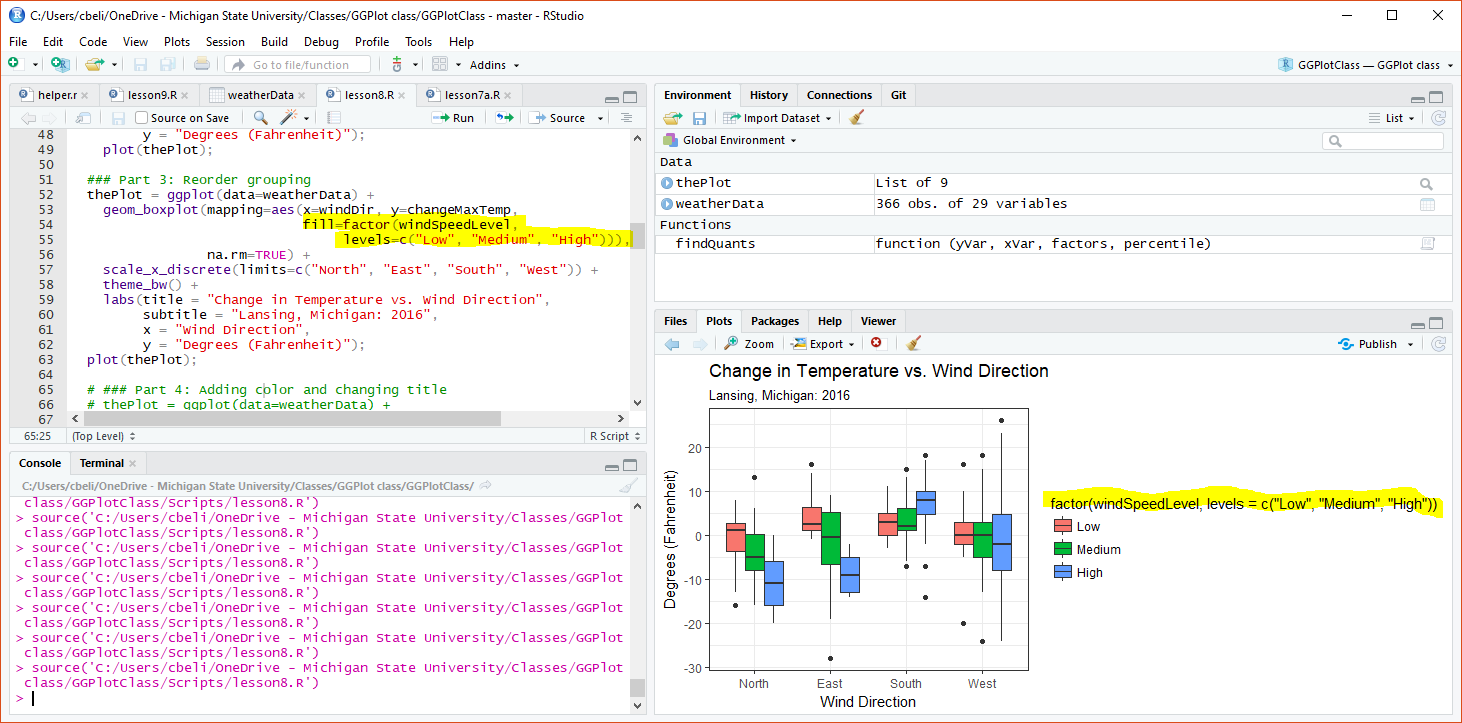 C:/Users/cbeli/OneDrive - Michigan State University/Classes/GGPlot class/GGPlotClass - master - RStudio
File Edit Code View Plots Session Build Debug Profile Tools Help
Go to file/function Addins GGPlotClass — GGPlot class
helper.r lesson9.R weatherData lesson8.R lesson7a.R
Source on Save Run Source
48 y = "Degrees (Fahrenheit)");
49 plot(thePlot);
50
51 ### Part 3: Reorder grouping
52 thePlot = ggplot(data=weatherData) +
53 geom_boxplot(mapping=aes(x=windDir, y=changeMaxTemp,
54 fill=factor(windSpeedLevel,
55 levels=c("Low", "Medium", "High"))),
56 na.rm=TRUE) +
57 scale_x_discrete(limits=c("North", "East", "South", "West")) +
58 theme_bw() +
59 labs(title = "Change in Temperature vs. Wind Direction",
60 subtitle = "Lansing, Michigan: 2016",
61 x = "Wind Direction",
62 y = "Degrees (Fahrenheit)");
63 plot(thePlot);
64
65 # ### Part 4: Adding color and changing title
66 # thePlot = ggplot(data=weatherData) +
67
65:25 (Top Level) R Script
Console Terminal
C:/Users/cbeli/OneDrive - Michigan State University/Classes/GGPlot class/GGPlotClass/
class/GGPlotClass/Scripts/lesson8.R')
> source('C:/Users/cbeli/OneDrive - Michigan State University/Classes/GGPlot
class/GGPlotClass/Scripts/lesson8.R')
> source('C:/Users/cbeli/OneDrive - Michigan State University/Classes/GGPlot
class/GGPlotClass/Scripts/lesson8.R')
> source('C:/Users/cbeli/OneDrive - Michigan State University/Classes/GGPlot
class/GGPlotClass/Scripts/lesson8.R')
> source('C:/Users/cbeli/OneDrive - Michigan State University/Classes/GGPlot
class/GGPlotClass/Scripts/lesson8.R')
> source('C:/Users/cbeli/OneDrive - Michigan State University/Classes/GGPlot
class/GGPlotClass/Scripts/lesson8.R')
> source('C:/Users/cbeli/OneDrive - Michigan State University/Classes/GGPlot
class/GGPlotClass/Scripts/lesson8.R')
>
Environment History Connections Git
Import Dataset List
Global Environment
Data
thePlot List of 9
weatherData 366 obs. of 29 variables
Functions
findQuants function (yVar, xVar, factors, percentile)
Files Plots Packages Help Viewer
Zoom Export Publish
Change in Temperature vs. Wind Direction
Lansing, Michigan: 2016
Degrees (Fahrenheit)
20
10
0
-10
-20
-30
North East South West
Wind Direction
factor(windSpeedLevel, levels = c("Low", "Medium", "High"))
Low
Medium
High